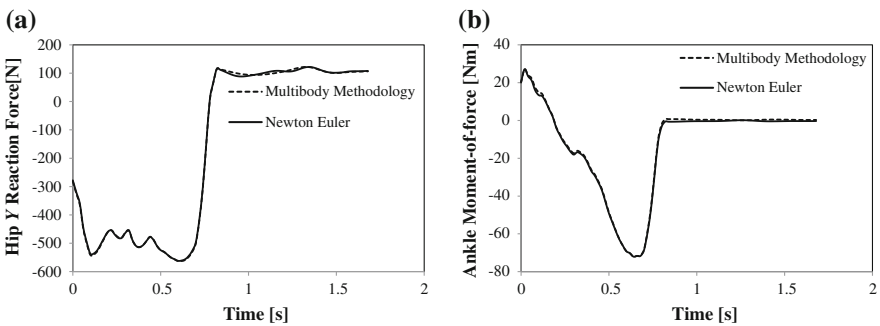 (a)
200
100
0
-100
-200
-300
-400
-500
-600
Hip Y Reaction Force[N]
Multibody Methodology
Newton Euler
0
0.5
1
1.5
2
Time [s]
(b)
40
20
0
-20
-40
-60
-80
Ankle Moment-of-force [Nm]
Multibody Methodology
Newton Euler
0
0.5
1
1.5
2
Time [s]